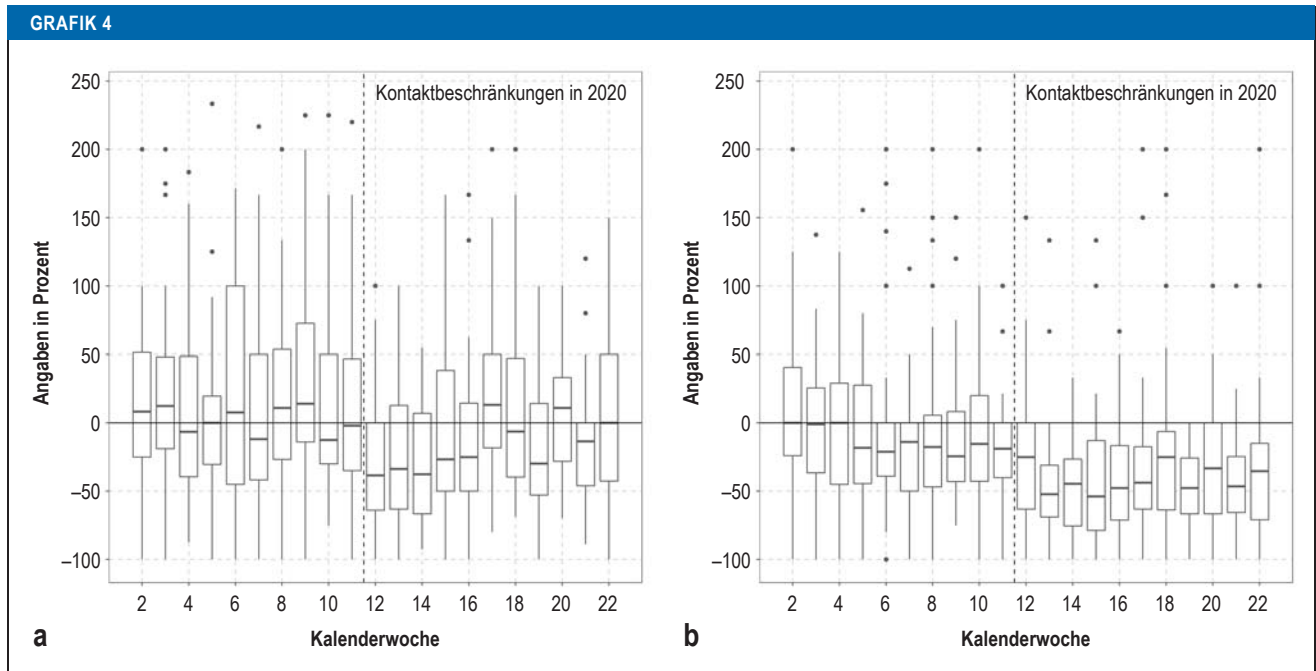 GRAFIK 4
Angaben in Prozent
250
200
150
100
50
0
–50
–100
Kontaktbeschränkungen in 2020
2 4 6 8 10 12 14 16 18 20 22
Kalenderwoche
a
Angaben in Prozent
250
200
150
100
50
0
–50
–100
Kontaktbeschränkungen in 2020
2 4 6 8 10 12 14 16 18 20 22
Kalenderwoche
b